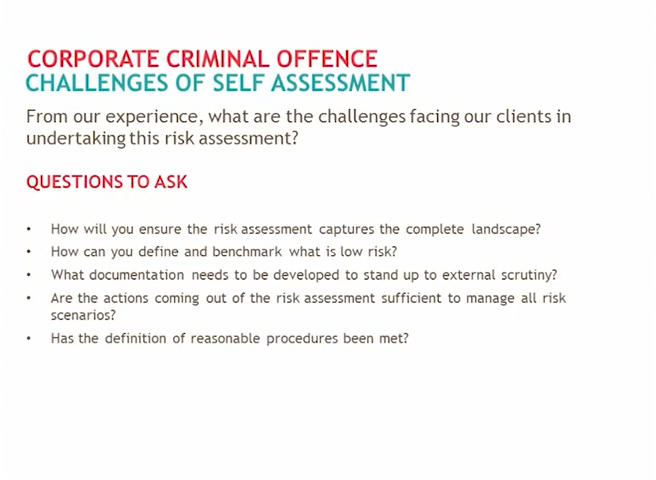 CORPORATE CRIMINAL OFFENCE
CHALLENGES OF SELF ASSESSMENT
From our experience, what are the challenges facing our clients in
undertaking this risk assessment?
QUESTIONS TO ASK
• How will you ensure the risk assessment captures the complete landscape?
• How can you define and benchmark what is low risk?
• What documentation needs to be developed to stand up to external scrutiny?
• Are the actions coming out of the risk assessment sufficient to manage all risk
scenarios?
• Has the definition of reasonable procedures been met?